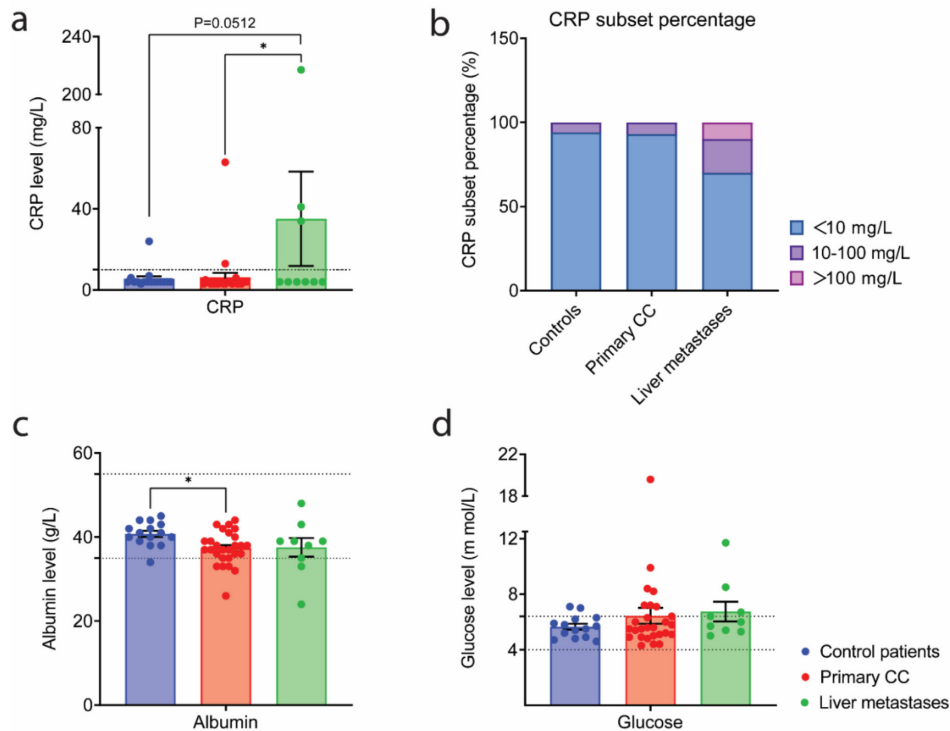 a
P=0.0512
*
240
200
80
40
0
CRP level (mg/L)
CRP
b
CRP subset percentage
150
100
50
0
CRP subset percentage (%)
Controls
Primary CC
Liver metastases
<10 mg/L
10-100 mg/L
>100 mg/L
c
*
60
40
20
0
Albumin level (g/L)
Albumin
d
22
18
12
8
4
0
Glucose level (m mol/L)
Glucose
Control patients
Primary CC
Liver metastases